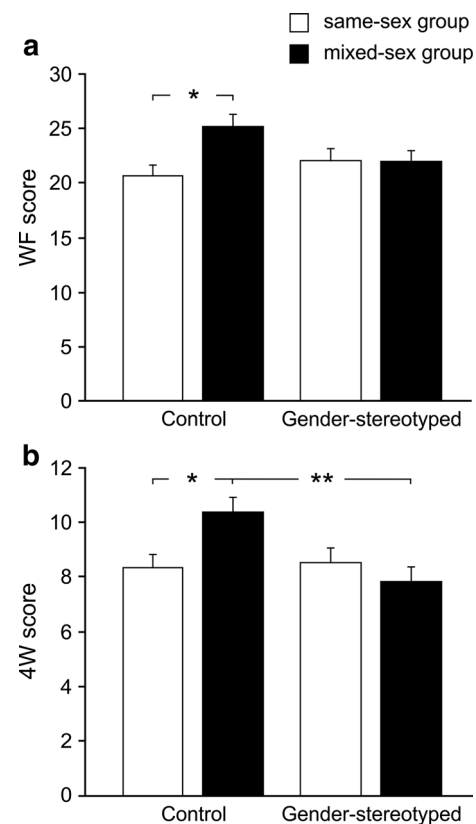 same-sex group
mixed-sex group
a
30
25
20
15
10
5
0
WF score
*
Control
Gender-stereotyped
b
12
10
8
6
4
2
0
4W score
*
**
Control
Gender-stereotyped